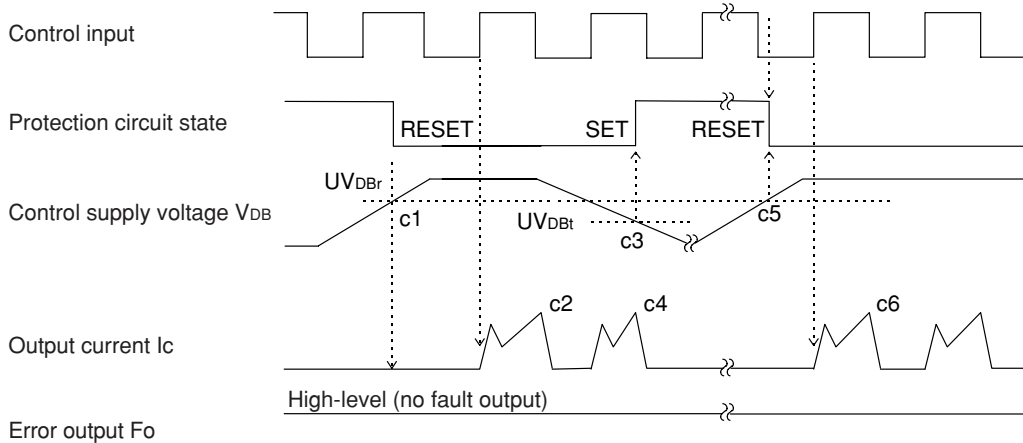 Control input
Protection circuit state
RESET
SET
RESET
UVDBr
Control supply voltage VDB
c1
UVDBt
c3
c5
c2
c4
c6
Output current Ic
High-level (no fault output)
Error output Fo